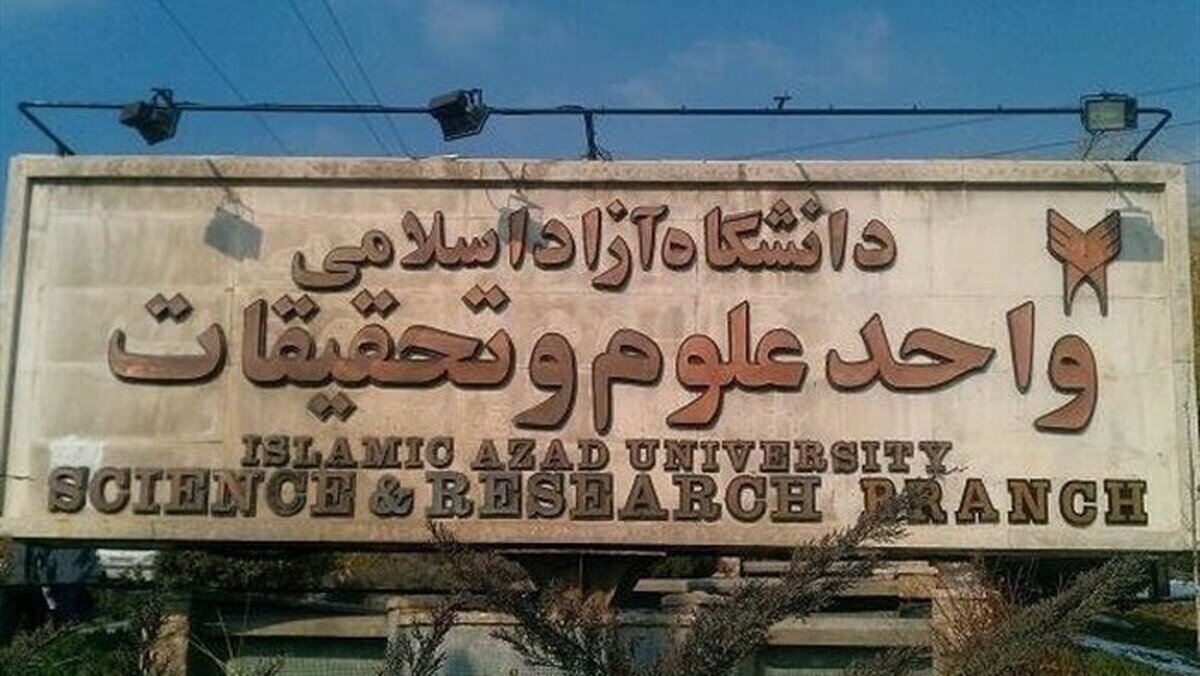 دانشگاه آزاد اسلامی
واحد علوم و تحقیقات
ISLAMIC AZAD UNIVERSITY
SCIENCE & RESEARCH BRANCH